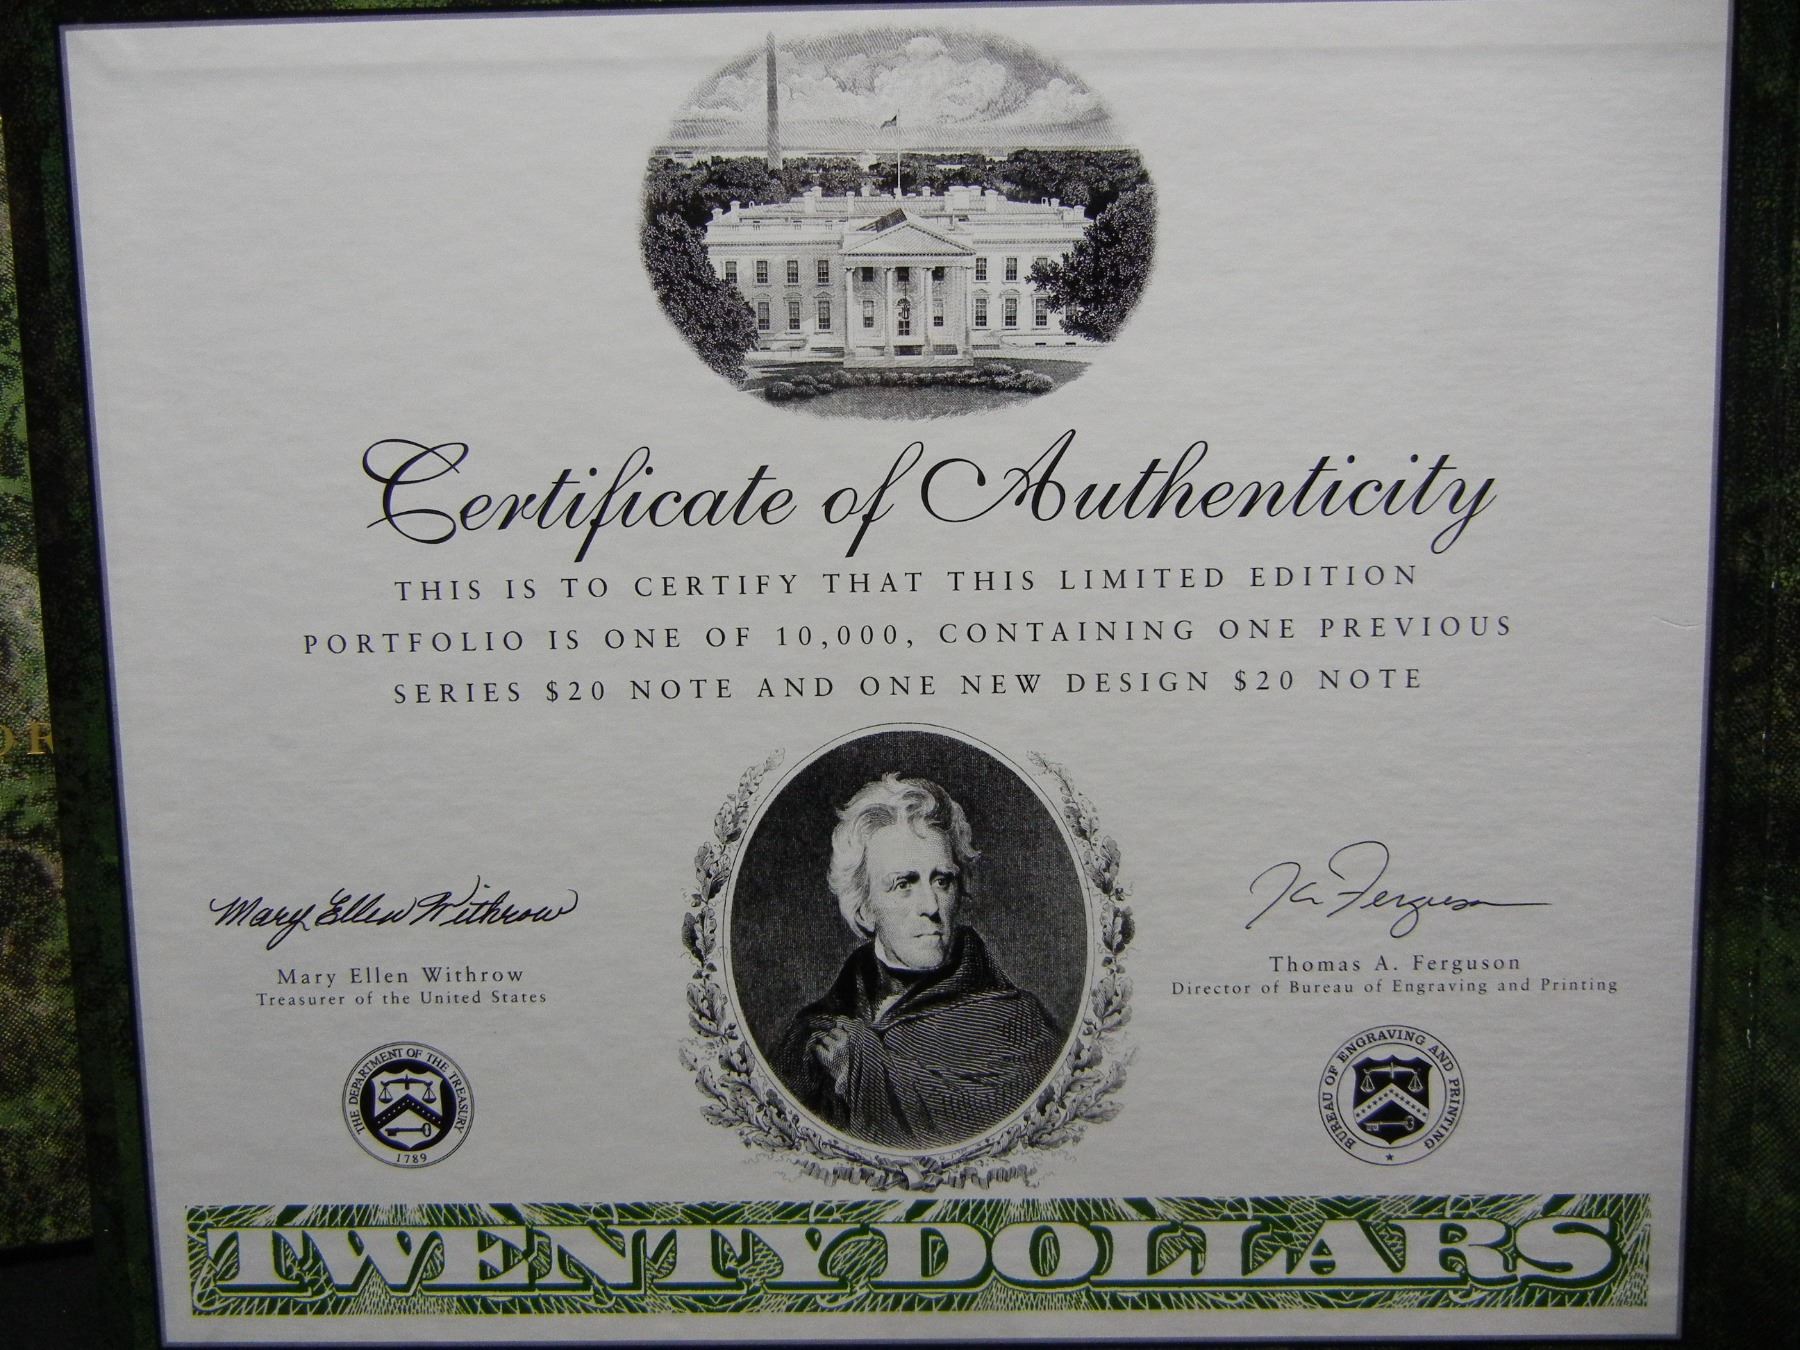 Certificate of Authenticity
THIS IS TO CERTIFY THAT THIS LIMITED EDITION
PORTFOLIO IS ONE OF 10,000, CONTAINING ONE PREVIOUS
SERIES $20 NOTE AND ONE NEW DESIGN $20 NOTE
Mary Ellen Withrow
Mary Ellen Withrow
Treasurer of the United States
THE DEPARTMENT OF THE TREASURY
1789
Ferguson
Thomas A. Ferguson
Director of Bureau of Engraving and Printing
BUREAU OF ENGRAVING AND PRINTING
TWENTY DOLLARS